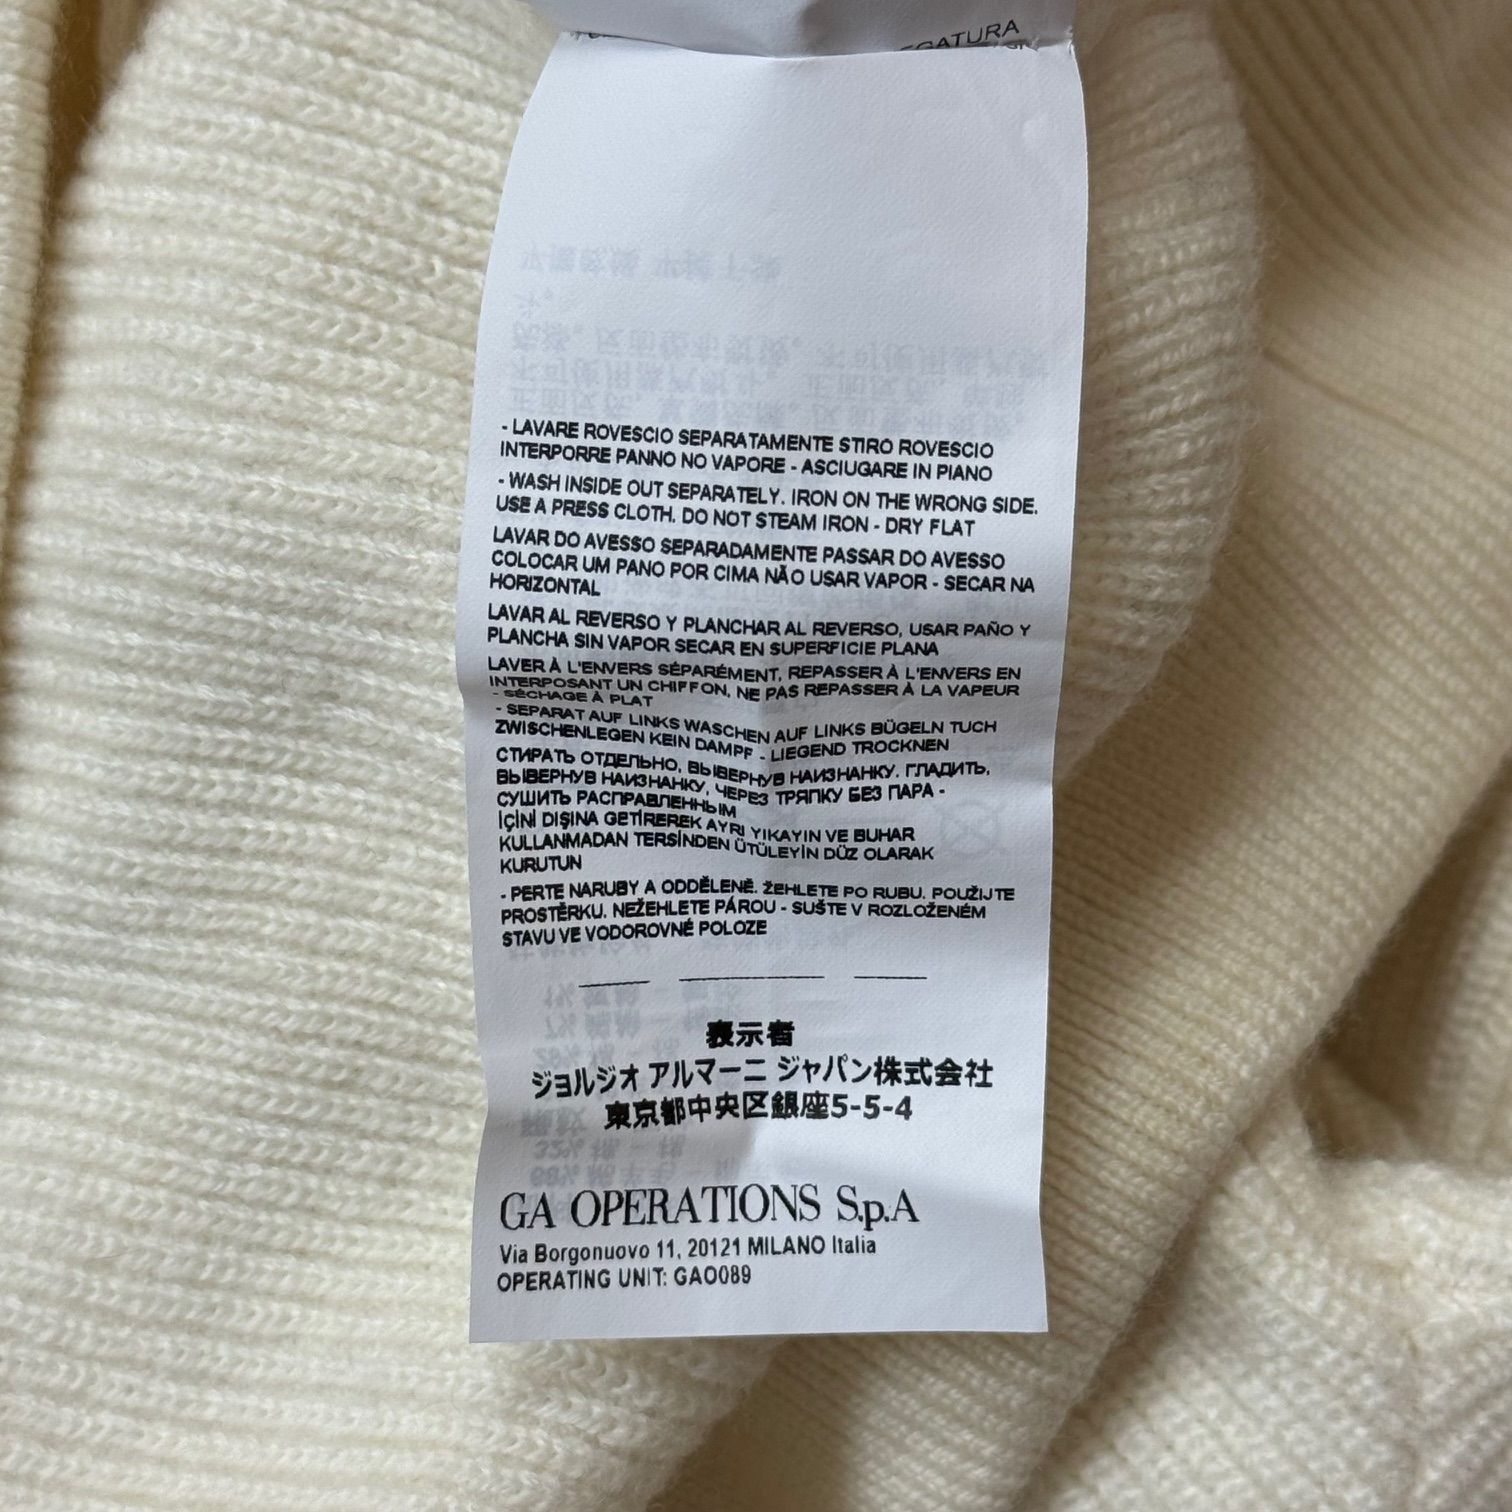 EGATURA
- LAVARE ROVESCIO SEPARATAMENTE STIRO ROVESCIO
INTERPORRE PANNO NO VAPORE - ASCIUGARE IN PIANO
- WASH INSIDE OUT SEPARATELY. IRON ON THE WRONG SIDE.
USE A PRESS CLOTH. DO NOT STEAM IRON - DRY FLAT
LAVAR DO AVESSO SEPARADAMENTE PASSAR DO AVESSO
COLOCAR UM PANO POR CIMA NÃO USAR VAPOR - SECAR NA
HORIZONTAL
LAVAR AL REVERSO Y PLANCHAR AL REVERSO, USAR PAÑO Y
PLANCHA SIN VAPOR SECAR EN SUPERFICIE PLANA
LAVER À L'ENVERS SÉPARÉMENT, REPASSER À L'ENVERS EN
INTERPOSANT UN CHIFFON, NE PAS REPASSER À LA VAPEUR
- SÉCHAGE À PLAT
- SEPARAT AUF LINKS WASCHEN AUF LINKS BÜGELN TUCH
ZWISCHENLEGEN KEIN DAMPF - LIEGEND TROCKNEN
СТИРАТЬ ОТДЕЛЬНО, ВЫВЕРНУВ НАИЗНАНКУ. ГЛАДИТЬ,
ВЫВЕРНУВ НАИЗНАНКУ, ЧЕРЕЗ ТРЯПКУ БЕЗ ПАРА -
СУШИТЬ РАСПРАВЛЕННЫМ
İÇİNİ DIŞINA GETİREREK AYRI YIKAYIN VE BUHAR
KULLANMADAN TERSİNDEN ÜTÜLEYİN DÜZ OLARAK
KURUTUN
- PERTE NARUBY A ODDĚLENĚ. ŽEHLETE PO RUBU. POUŽIJTE
PROSTĚRKU. NEŽEHLETE PÁROU - SUŠTE V ROZLOŽENÉM
STAVU VE VODOROVNÉ POLOZE
表示者
ジョルジオ アルマーニ ジャパン株式会社
東京都中央区銀座5-5-4
GA OPERATIONS S.p.A
Via Borgonuovo 11, 20121 MILANO Italia
OPERATING UNIT: GAO089